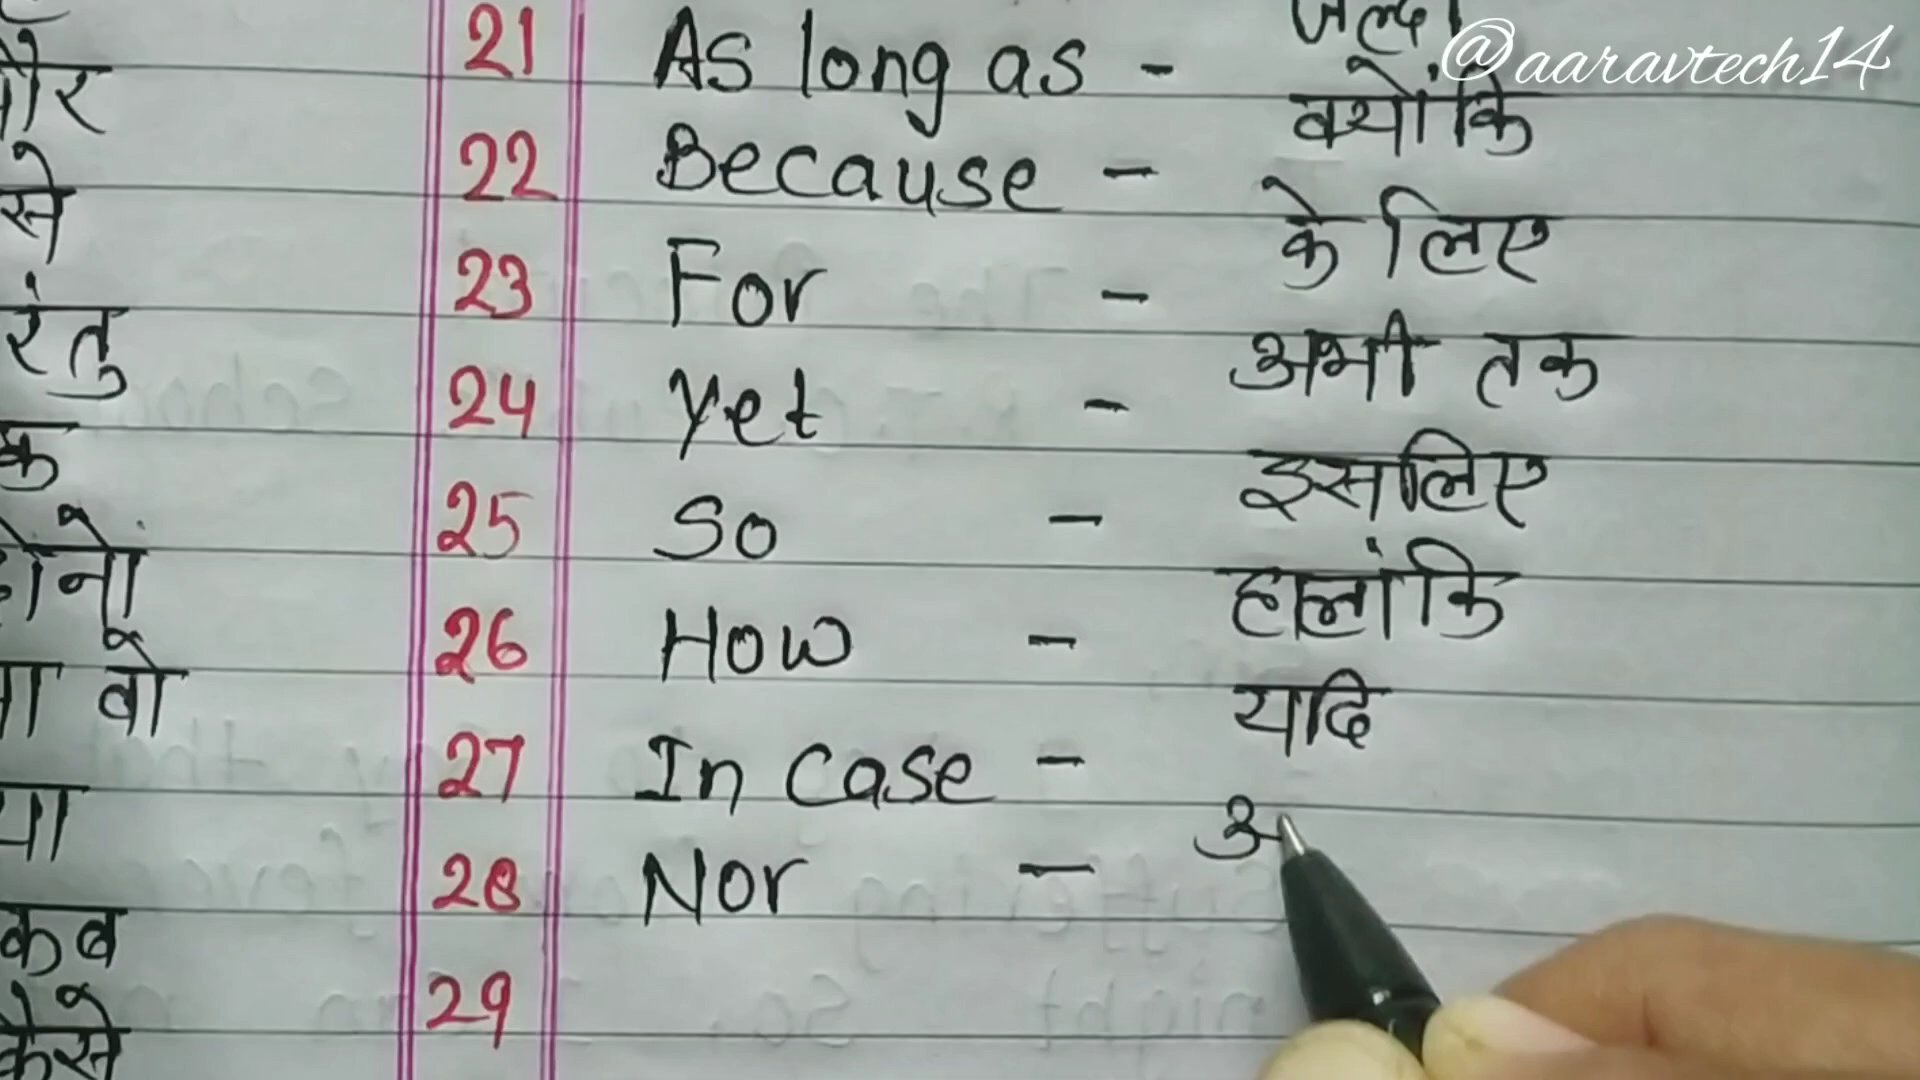 @aaravtech14
21 As long as - जल्दी
22 Because - क्योंकि
23 For - के लिए
24 Yet - अभी तक
25 So - इसलिए
26 How - हालांकि
27 In case - यदि
28 Nor - अ
29
से
दोनों
या वो
या
कब
कैसे